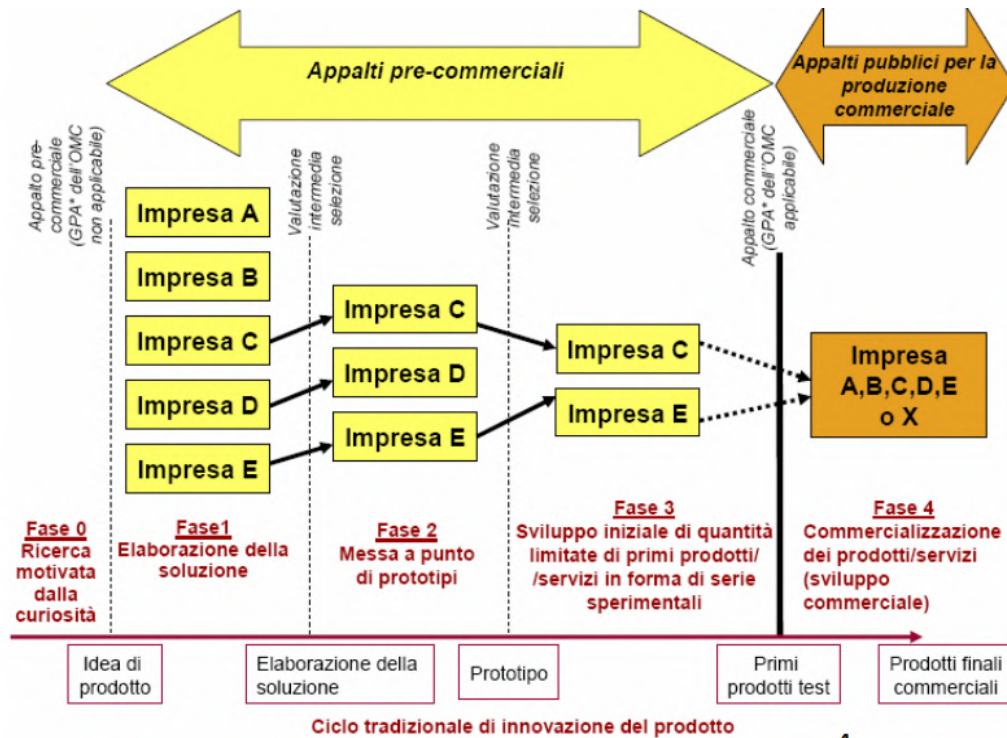 Appalti pre-commerciali
Appalti pubblici per la
produzione
commerciale
Appalto pre-
commerciale
(GPA* dell'OMC
non applicabile)
Valutazione
intermedia
selezione
Valutazione
intermedia
selezione
Appalto commerciale
(GPA* dell'OMC
applicabile)
Impresa A
Impresa B
Impresa C
Impresa D
Impresa E
Impresa C
Impresa D
Impresa E
Impresa C
Impresa E
Impresa
A,B,C,D,E
o X
Fase 0
Ricerca
motivata
dalla
curiosità
Fase1
Elaborazione della
soluzione
Fase 2
Messa a punto
di prototipi
Fase 3
Sviluppo iniziale di quantità
limitate di primi prodotti/
/servizi in forma di serie
sperimentali
Fase 4
Commercializzazione
dei prodotti/servizi
(sviluppo
commerciale)
Idea di
prodotto
Elaborazione della
soluzione
Prototipo
Primi
prodotti test
Prodotti finali
commerciali
Ciclo tradizionale di innovazione del prodotto